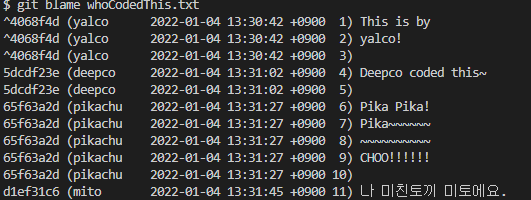 $ git blame whoCodedThis.txt
^4068f4d (yalco 2022-01-04 13:30:42 +0900 1) This is by
^4068f4d (yalco 2022-01-04 13:30:42 +0900 2) yalco!
^4068f4d (yalco 2022-01-04 13:30:42 +0900 3)
5dcdf23e (deepco 2022-01-04 13:31:02 +0900 4) Deepco coded this~
5dcdf23e (deepco 2022-01-04 13:31:02 +0900 5)
65f63a2d (pikachu 2022-01-04 13:31:27 +0900 6) Pika Pika!
65f63a2d (pikachu 2022-01-04 13:31:27 +0900 7) Pika~~~~~~
65f63a2d (pikachu 2022-01-04 13:31:27 +0900 8) ~~~~~~~~~~
65f63a2d (pikachu 2022-01-04 13:31:27 +0900 9) CHOO!!!!!!
65f63a2d (pikachu 2022-01-04 13:31:27 +0900 10)
d1ef31c6 (mito 2022-01-04 13:31:45 +0900 11) 나 미친토끼 미토에요.